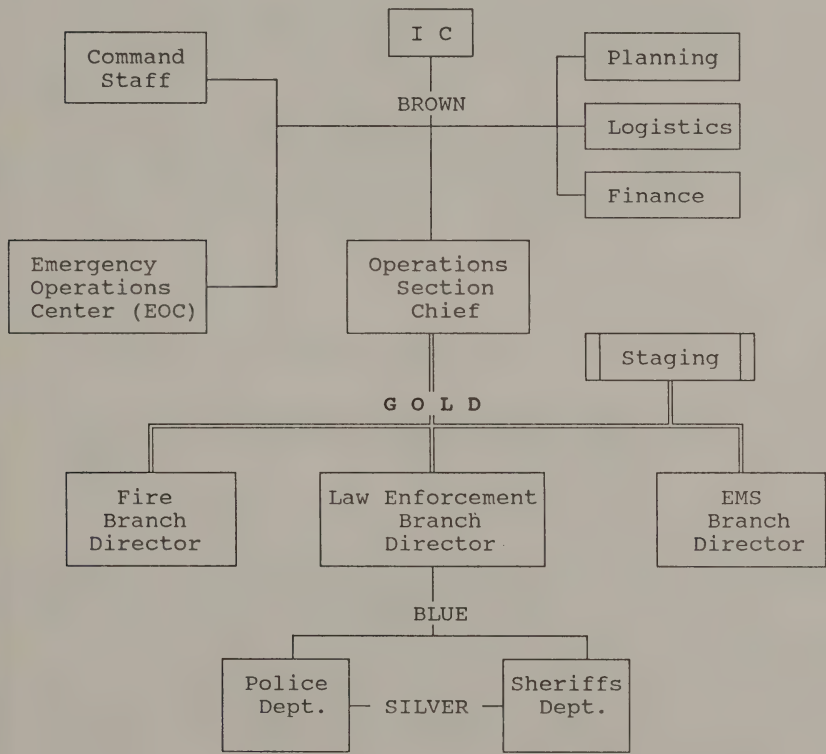 I C
Command
Staff
Planning
BROWN
Logistics
Finance
Emergency
Operations
Center (EOC)
Operations
Section
Chief
Staging
G O L D
Fire
Branch
Director
Law Enforcement
Branch
Director
EMS
Branch
Director
BLUE
Police
Dept.
SILVER
Sheriffs
Dept.